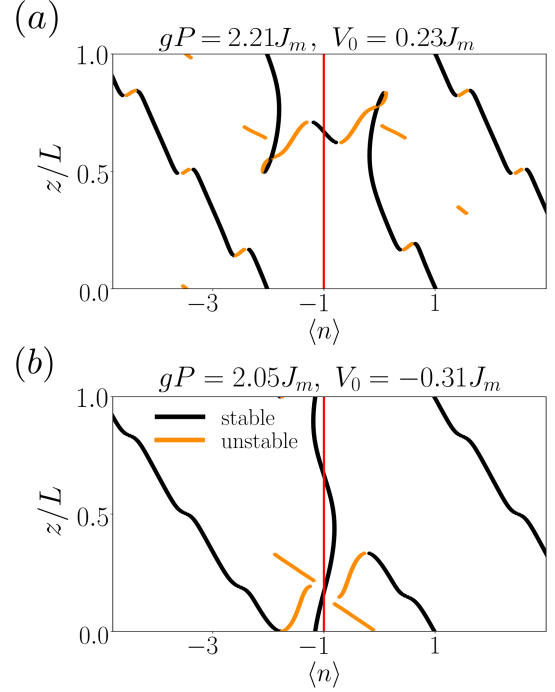 (a)
gP = 2.21J_m, V_0 = 0.23J_m
z/L
1.0
0.5
0.0
−3
−1
1
⟨n⟩
(b)
gP = 2.05J_m, V_0 = −0.31J_m
z/L
1.0
stable
unstable
0.5
0.0
−3
−1
1
⟨n⟩